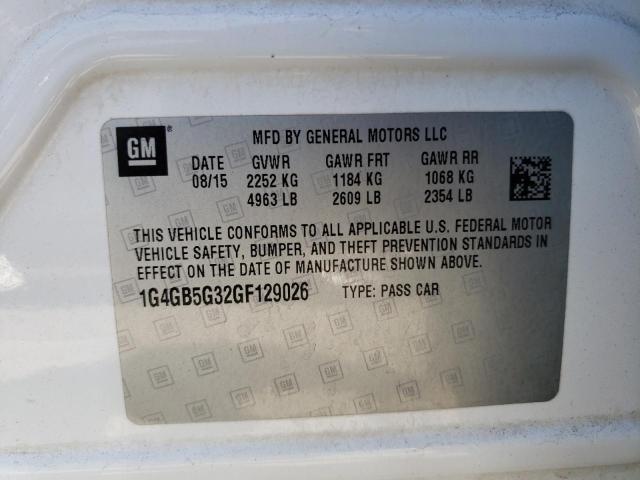 GM ®
MFD BY GENERAL MOTORS LLC
DATE GVWR GAWR FRT GAWR RR
08/15 2252 KG 1184 KG 1068 KG
4963 LB 2609 LB 2354 LB
THIS VEHICLE CONFORMS TO ALL APPLICABLE U.S. FEDERAL MOTOR
VEHICLE SAFETY, BUMPER, AND THEFT PREVENTION STANDARDS IN
EFFECT ON THE DATE OF MANUFACTURE SHOWN ABOVE.
1G4GB5G32GF129026 TYPE: PASS CAR